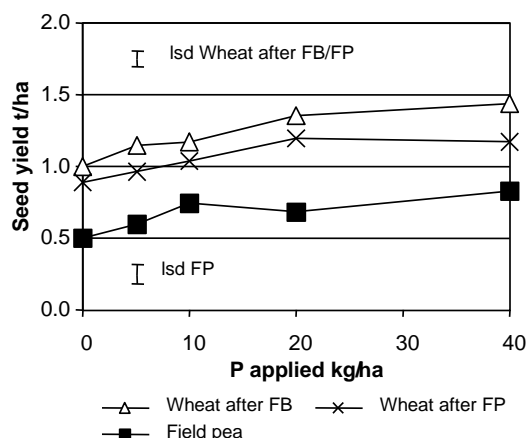 2.0
lsd Wheat after FB/FP
1.5
1.0
0.5
lsd FP
0.0
0 10 20 30 40
Seed yield t/ha
P applied kg/ha
Wheat after FB Wheat after FP
Field pea